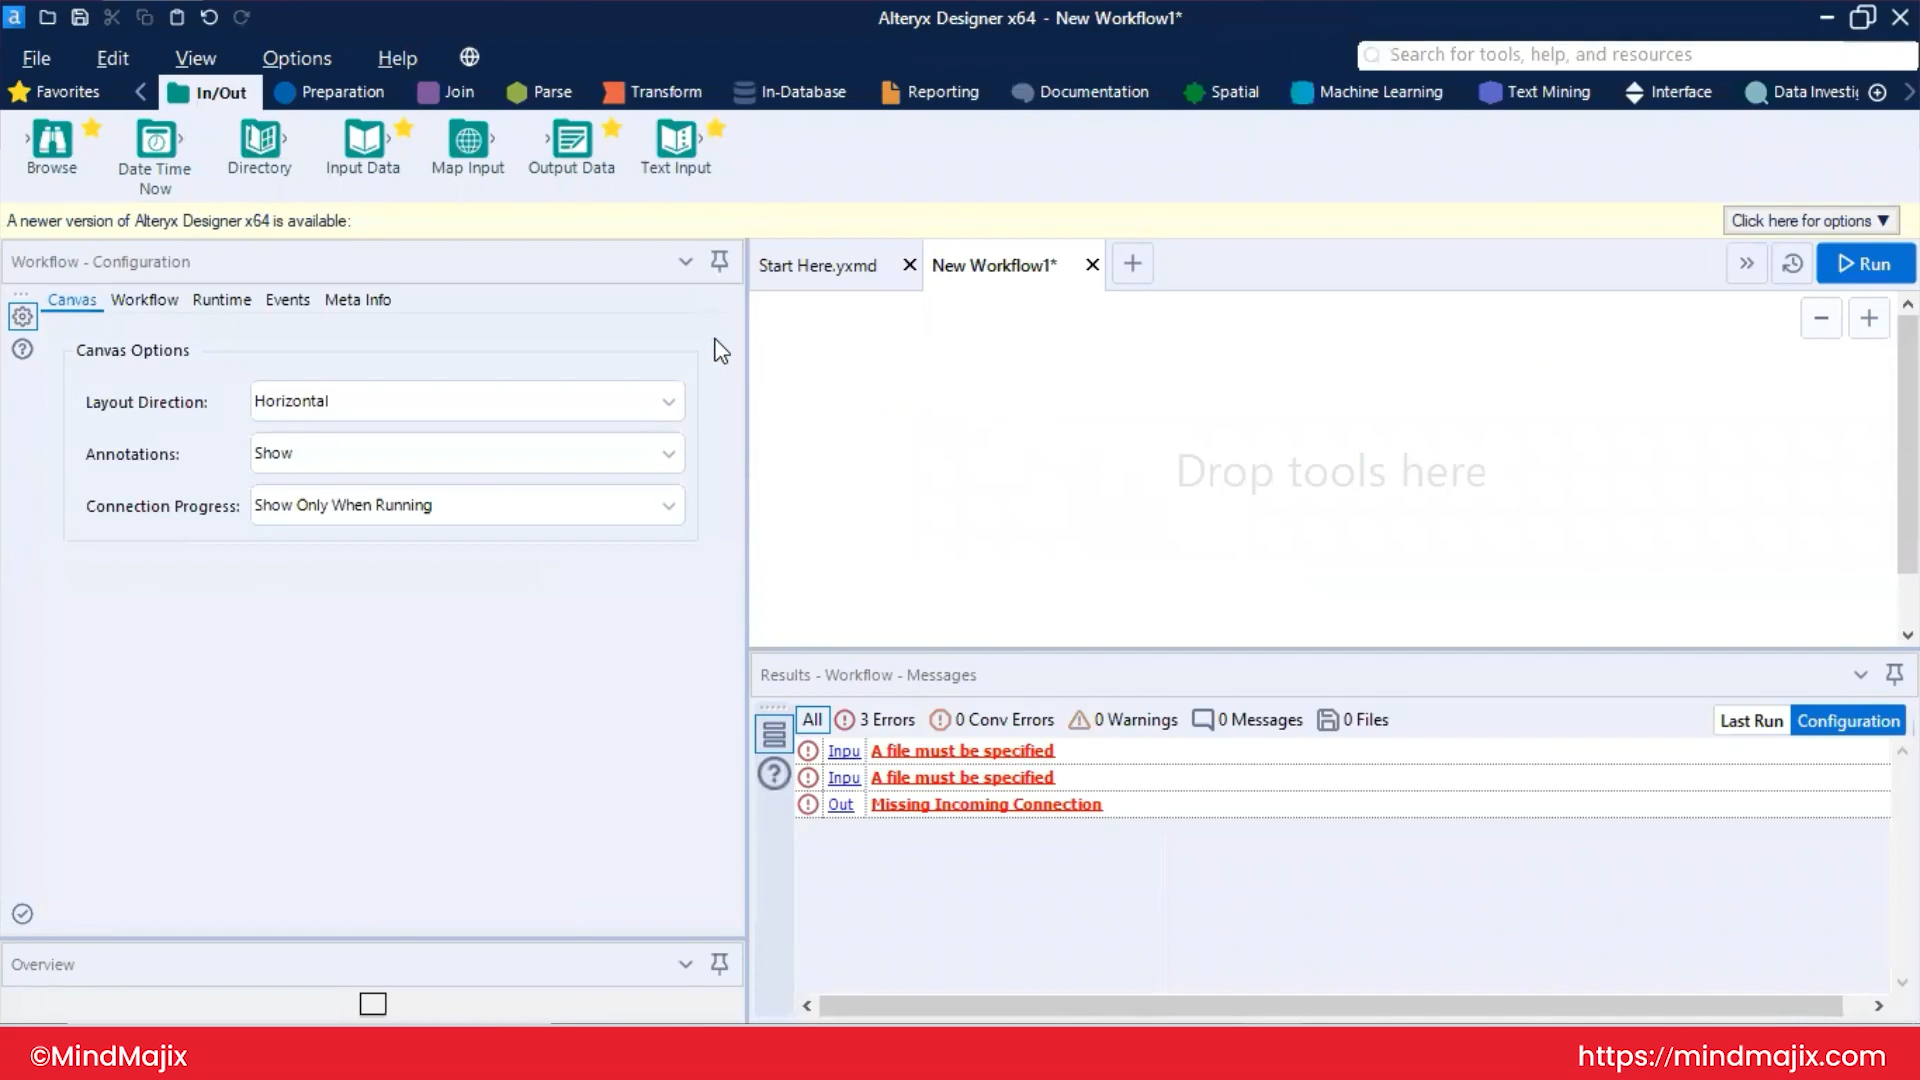 a
Alteryx Designer x64 - New Workflow1*
File Edit View Options Help
Search for tools, help, and resources
Favorites In/Out Preparation Join Parse Transform In-Database Reporting Documentation Spatial Machine Learning Text Mining Interface Data Investig
Browse Date Time Now Directory Input Data Map Input Output Data Text Input
A newer version of Alteryx Designer x64 is available: Click here for options ▼
Workflow - Configuration
Start Here.yxmd New Workflow1* Run
Canvas Workflow Runtime Events Meta Info
Canvas Options
Layout Direction: Horizontal
Annotations: Show
Connection Progress: Show Only When Running
Drop tools here
Results - Workflow - Messages
All 3 Errors 0 Conv Errors 0 Warnings 0 Messages 0 Files Last Run Configuration
Inpu A file must be specified
Inpu A file must be specified
Out Missing Incoming Connection
Overview
©MindMajix https://mindmajix.com